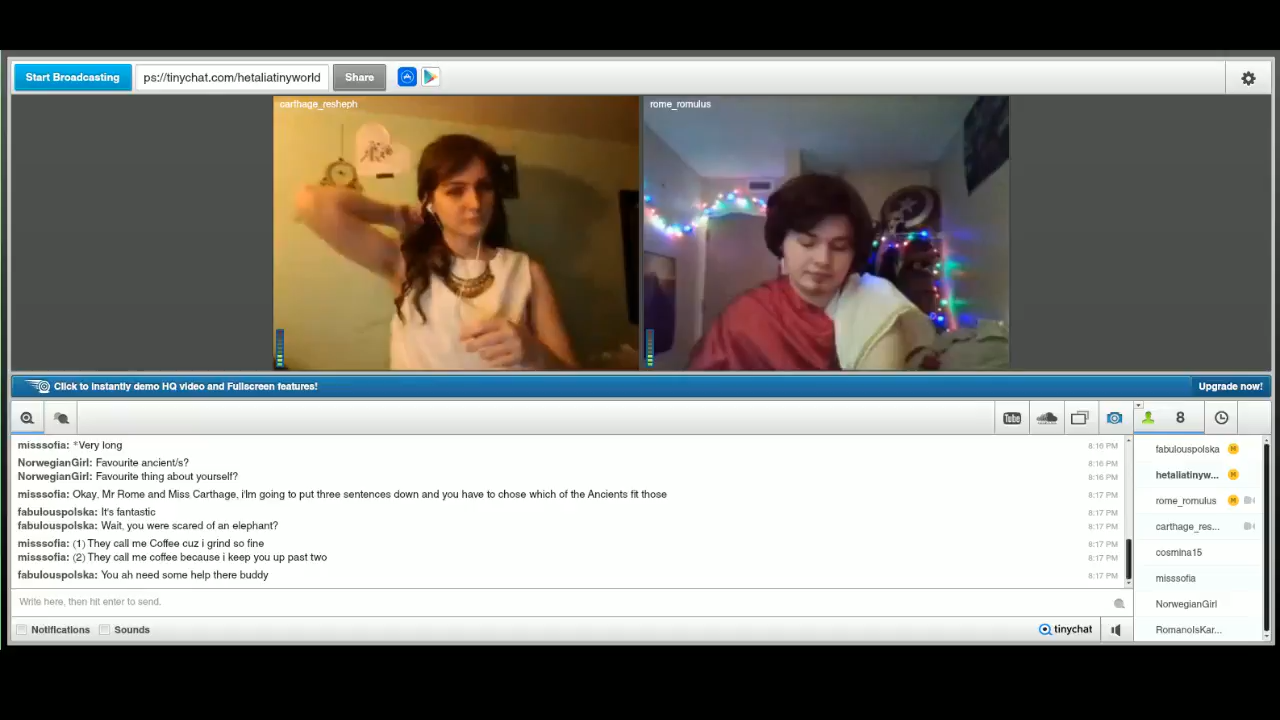 Start Broadcasting
ps://tinychat.com/hetaliatinyworld
Share
carthage_resheph
rome_romulus
Click to instantly demo HQ video and Fullscreen features!
Upgrade now!
You Tube
8
misssofia: *Very long 8:16 PM
NorwegianGirl: Favourite ancient/s? 8:16 PM
NorwegianGirl: Favourite thing about yourself? 8:16 PM
misssofia: Okay, Mr Rome and Miss Carthage, i'lm going to put three sentences down and you have to chose which of the Ancients fit those 8:17 PM
fabulouspolska: It's fantastic 8:17 PM
fabulouspolska: Wait, you were scared of an elephant? 8:17 PM
misssofia: (1) They call me Coffee cuz i grind so fine 8:17 PM
misssofia: (2) They call me coffee because i keep you up past two 8:17 PM
fabulouspolska: You ah need some help there buddy 8:17 PM
Write here, then hit enter to send.
Notifications
Sounds
tinychat
fabulouspolska M
hetaliatinyw... M
rome_romulus M
carthage_res...
cosmina15
misssofia
NorwegianGirl
RomanoIsKar...